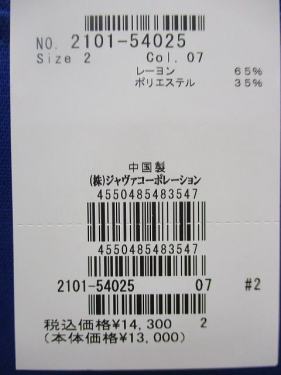 NO. 2101-54025
Size 2 Col. 07
レーヨン 65%
ポリエステル 35%
中国製
(株)ジャヴァコーポレーション
4550485483547
4550485483547
2101-54025 07 #2
税込価格¥14,300 2
(本体価格¥13,000)